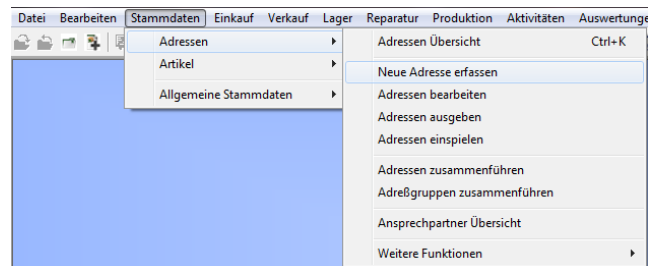 Datei Bearbeiten Stammdaten Einkauf Verkauf Lager Reparatur Produktion Aktivitäten Auswertunge
Adressen
Artikel
Allgemeine Stammdaten
Adressen Übersicht Ctrl+K
Neue Adresse erfassen
Adressen bearbeiten
Adressen ausgeben
Adressen einspielen
Adressen zusammenführen
Adreßgruppen zusammenführen
Ansprechpartner Übersicht
Weitere Funktionen